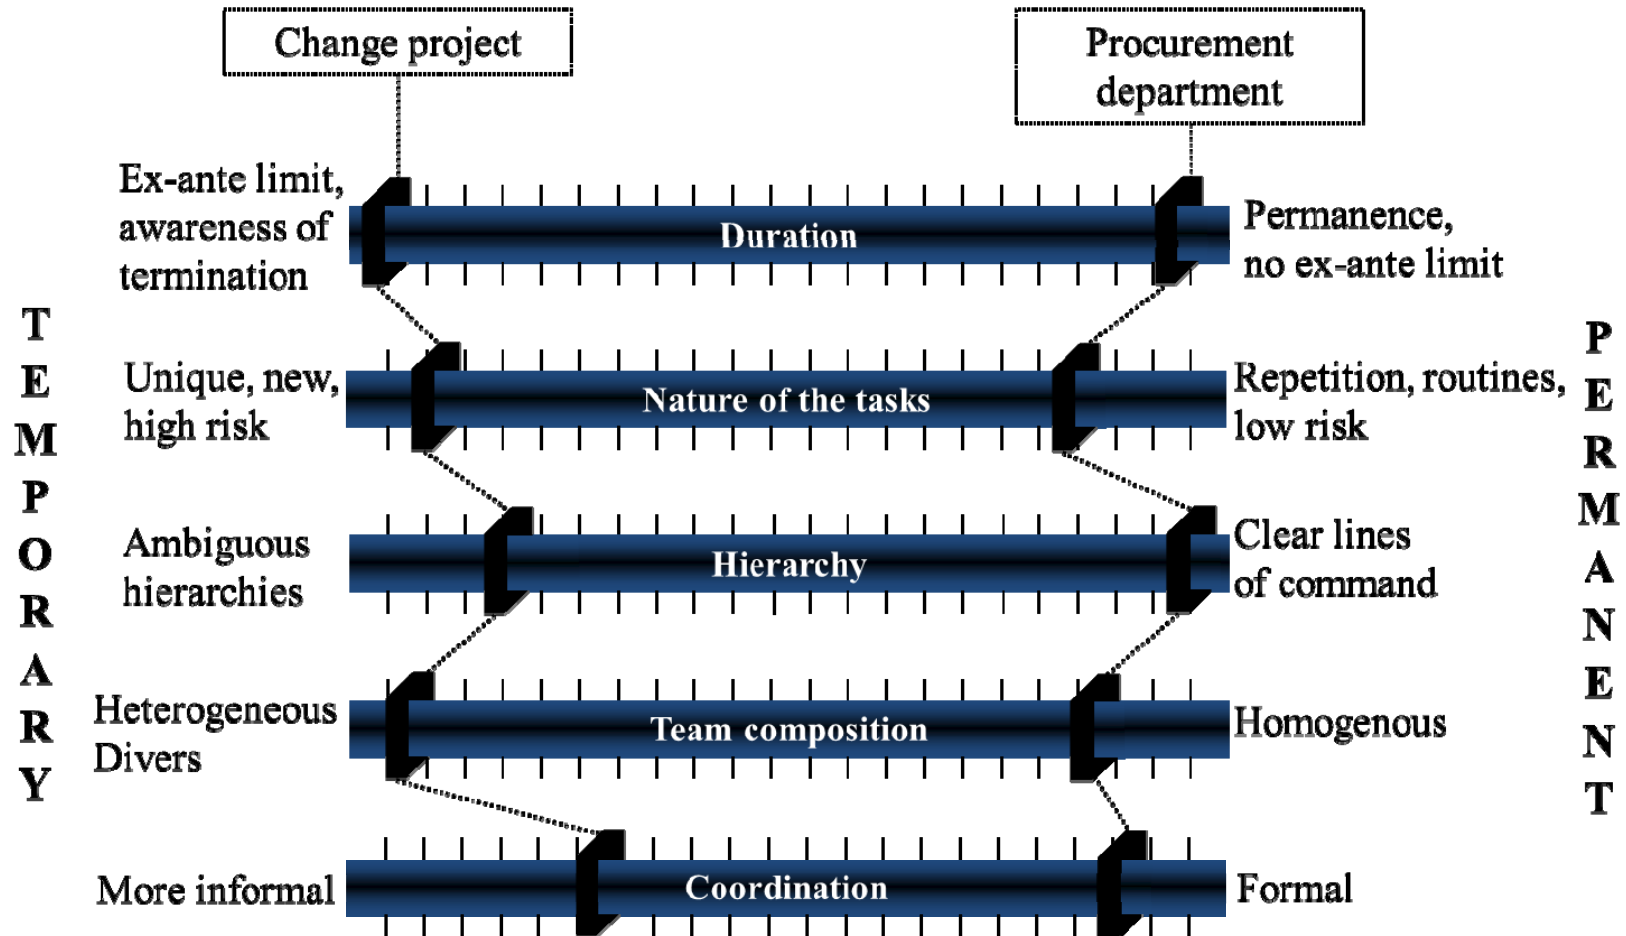 Change project
Procurement
department
Ex-ante limit,
awareness of
termination
Duration
Permanence,
no ex-ante limit
TEMPORARY
PERMANENT
Unique, new,
high risk
Nature of the tasks
Repetition, routines,
low risk
Ambiguous
hierarchies
Hierarchy
Clear lines
of command
Heterogeneous
Divers
Team composition
Homogenous
More informal
Coordination
Formal